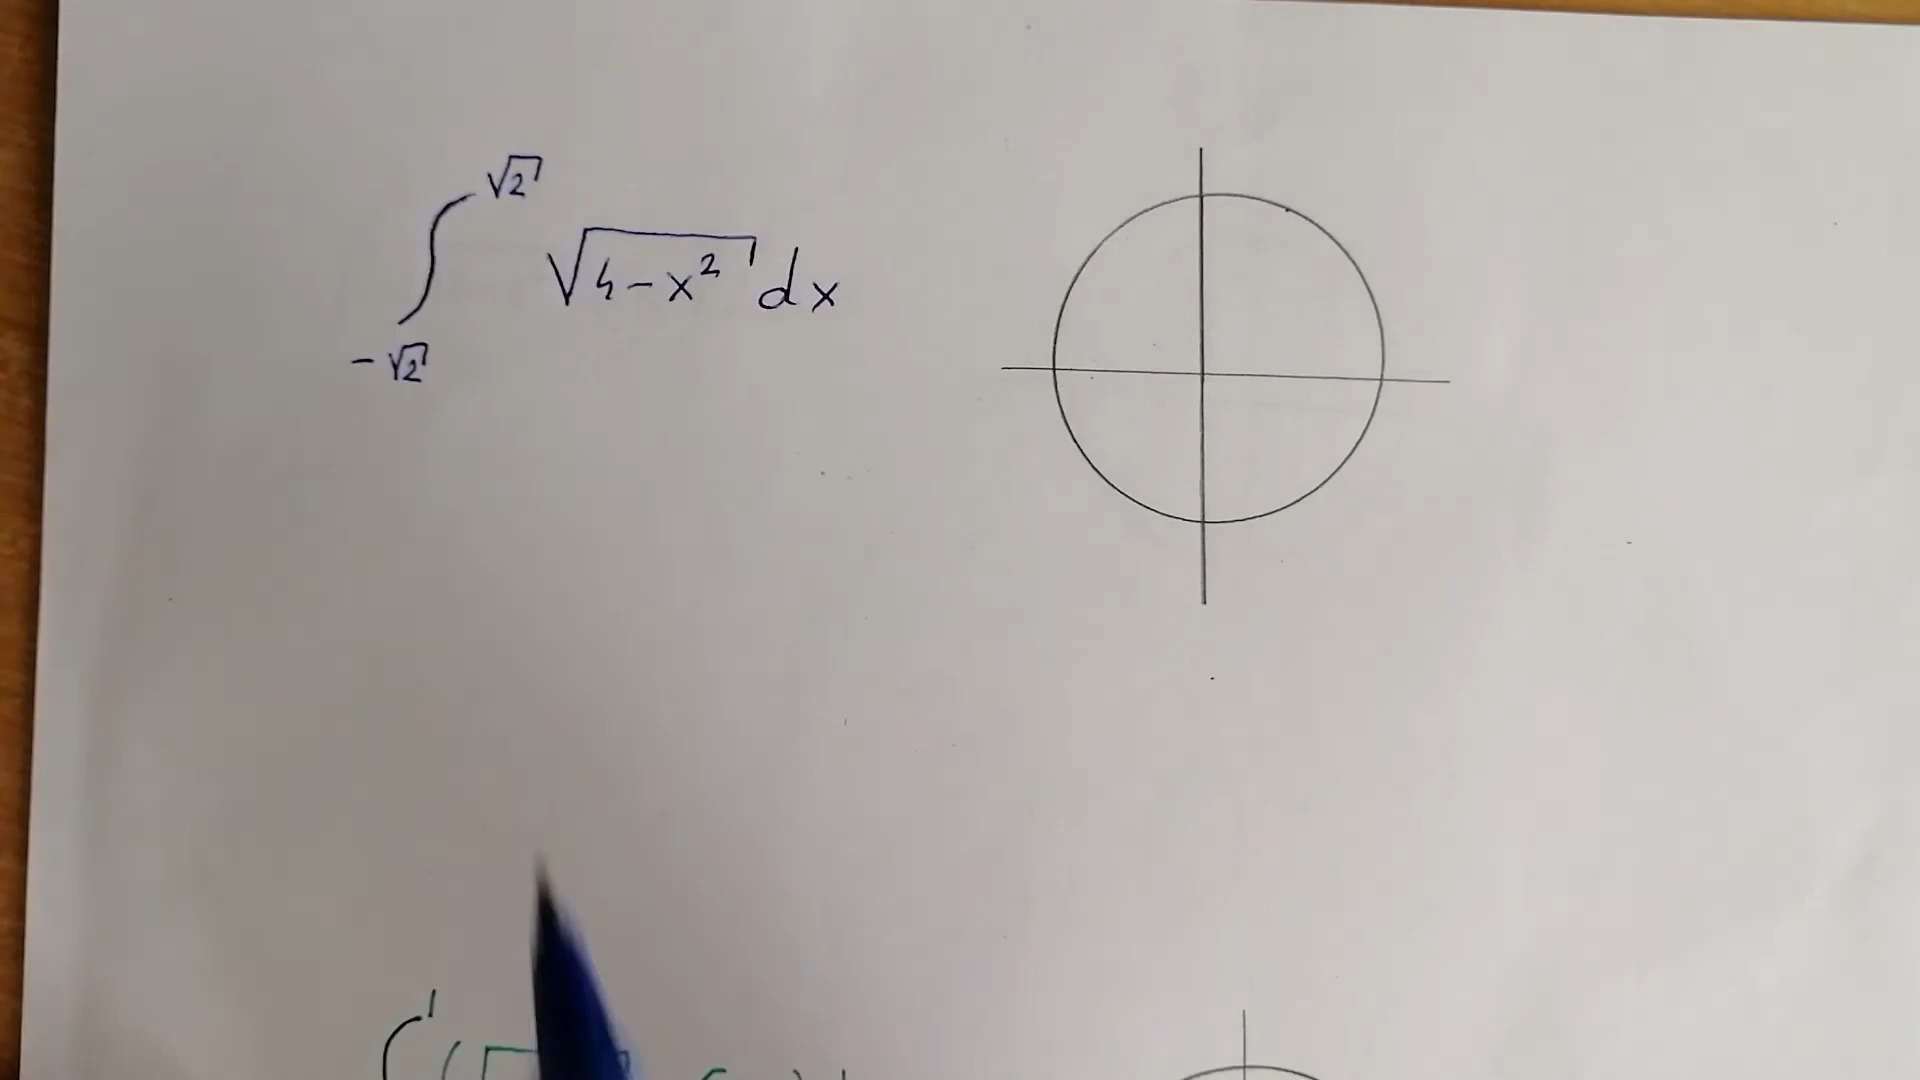 ∫_{-√2}^{√2} √(4-x²) dx